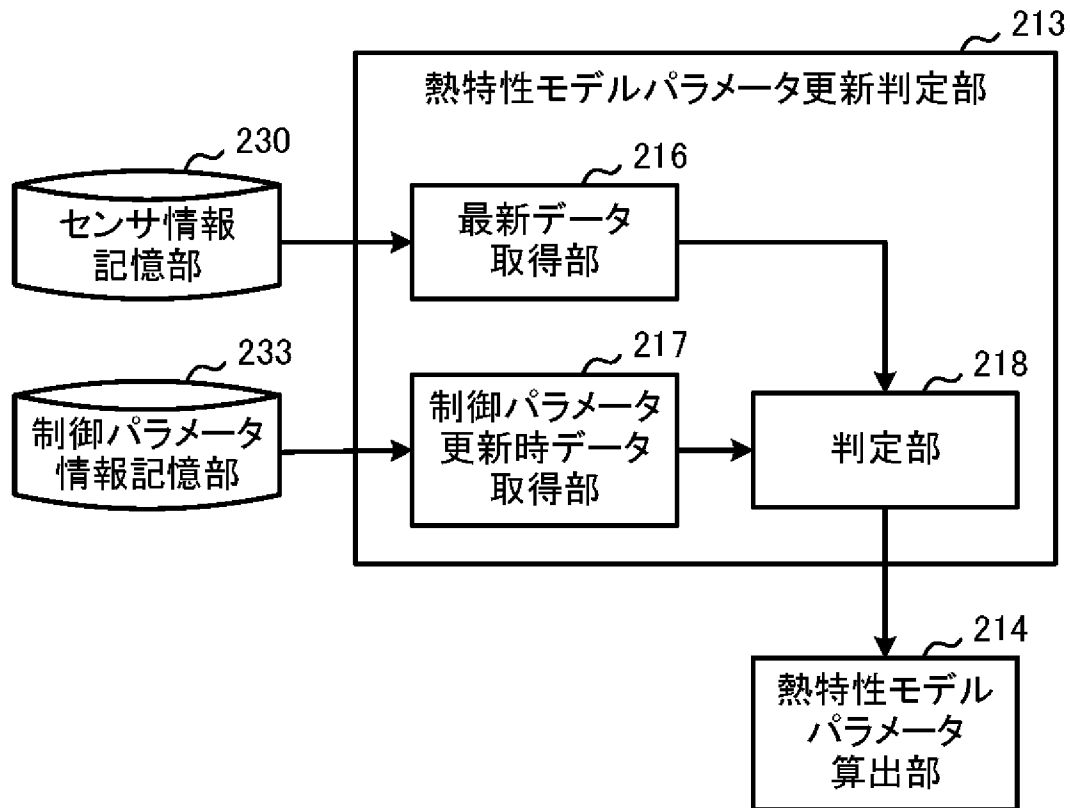 213
熱特性モデルパラメータ更新判定部
230
センサ情報
記憶部
216
最新データ
取得部
233
制御パラメータ
情報記憶部
217
制御パラメータ
更新時データ
取得部
218
判定部
214
熱特性モデル
パラメータ
算出部